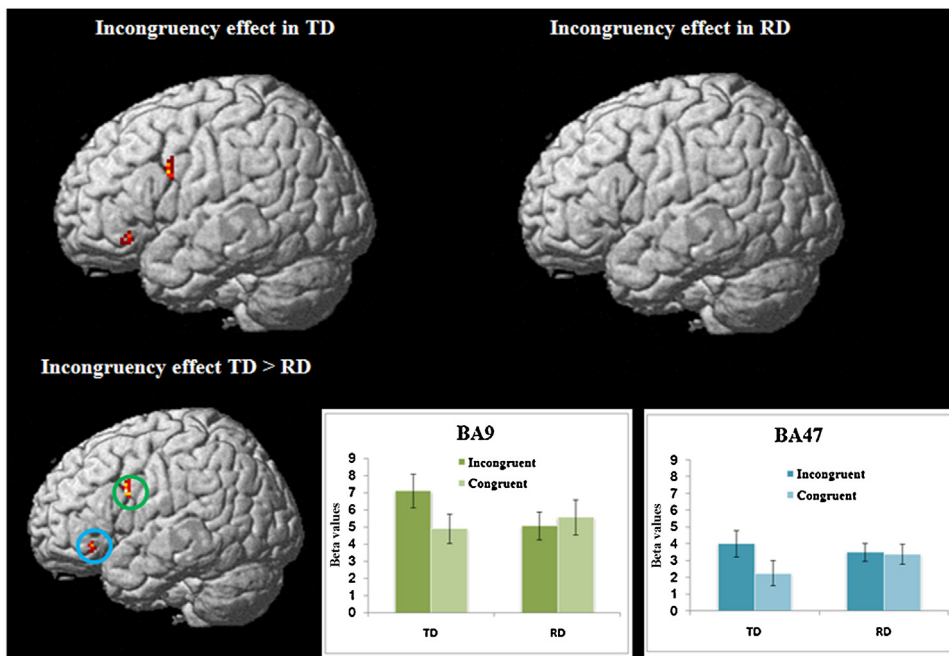 Incongruency effect in TD
Incongruency effect in RD
Incongruency effect TD > RD
BA9
9
8
7
6
5
4
3
2
1
0
Beta values
Incongruent
Congruent
TD
RD
BA47
9
8
7
6
5
4
3
2
1
0
Beta values
Incongruent
Congruent
TD
RD